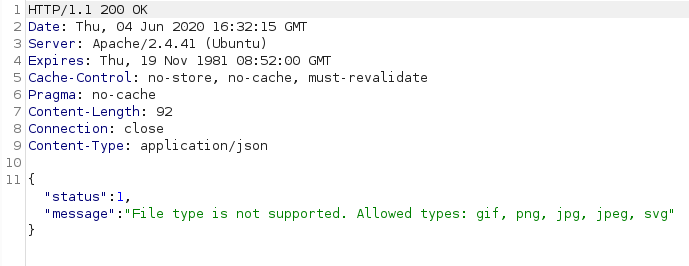 1 HTTP/1.1 200 OK
2 Date: Thu, 04 Jun 2020 16:32:15 GMT
3 Server: Apache/2.4.41 (Ubuntu)
4 Expires: Thu, 19 Nov 1981 08:52:00 GMT
5 Cache-Control: no-store, no-cache, must-revalidate
6 Pragma: no-cache
7 Content-Length: 92
8 Connection: close
9 Content-Type: application/json
10
11 {
"status":1,
"message":"File type is not supported. Allowed types: gif, png, jpg, jpeg, svg"
}